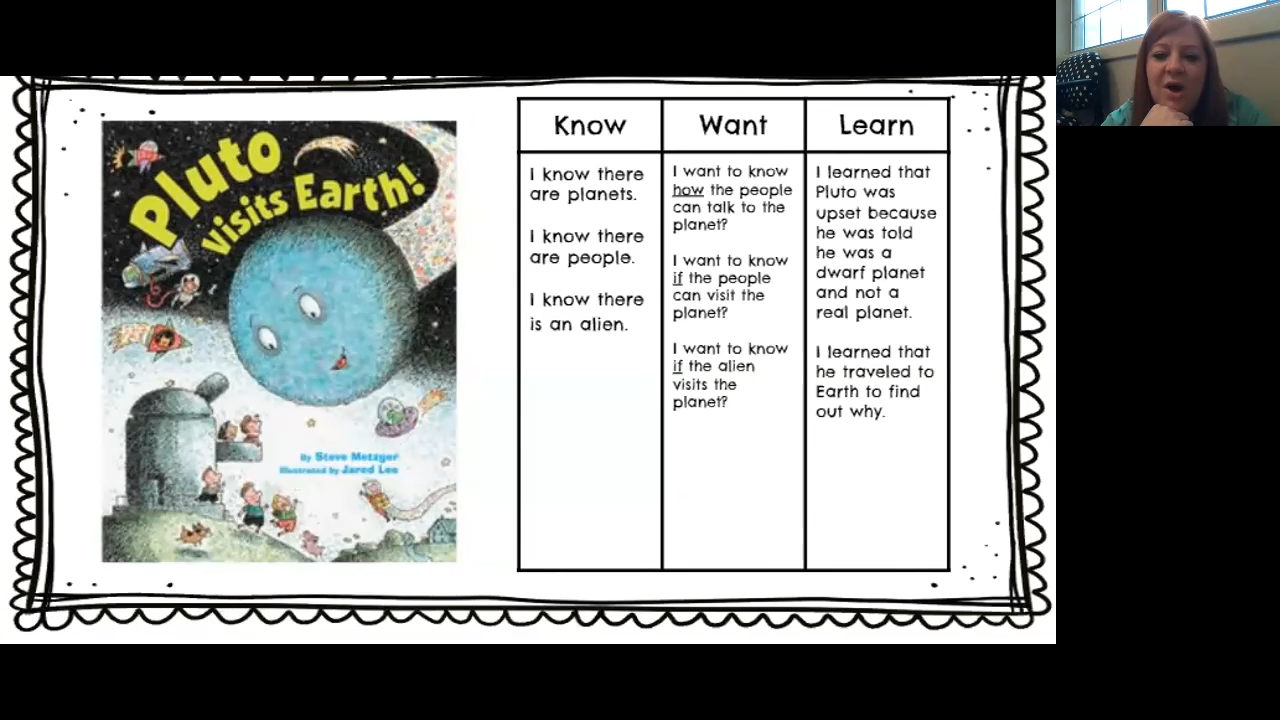 Pluto
Visits Earth!
By Steve Metzger
Illustrated by Jared Lee
Know
I know there
are planets.
I know there
are people.
I know there
is an alien.
Want
I want to know
how the people
can talk to the
planet?
I want to know
if the people
can visit the
planet?
I want to know
if the alien
visits the
planet?
Learn
I learned that
Pluto was
upset because
he was told
he was a
dwarf planet
and not a
real planet.
I learned that
he traveled to
Earth to find
out why.